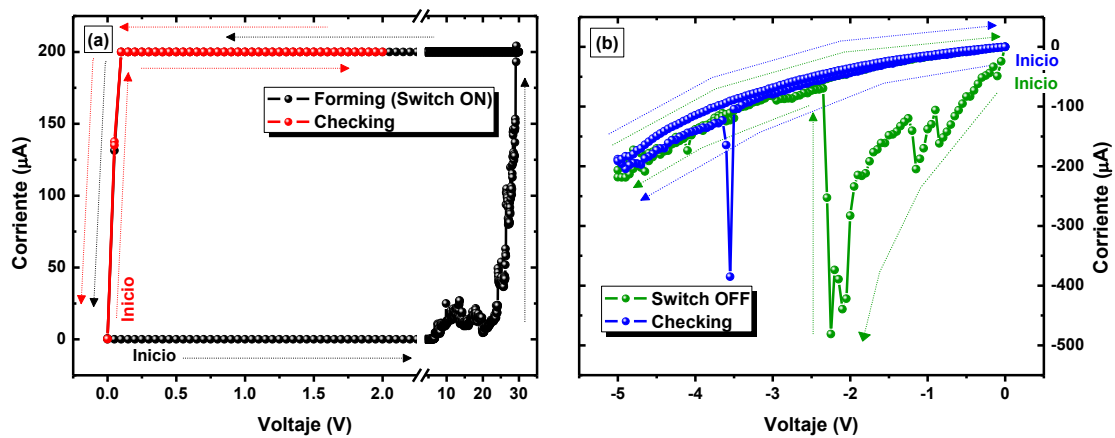 (a)
200
150
100
50
0
Corriente (µA)
Forming (Switch ON)
Checking
Inicio
Inicio
0.0 0.5 1.0 1.5 2.0 10 20 30
Voltaje (V)
(b)
Inicio
Inicio
Switch OFF
Checking
0
-100
-200
-300
-400
-500
Corriente (µA)
-5 -4 -3 -2 -1 0
Voltaje (V)